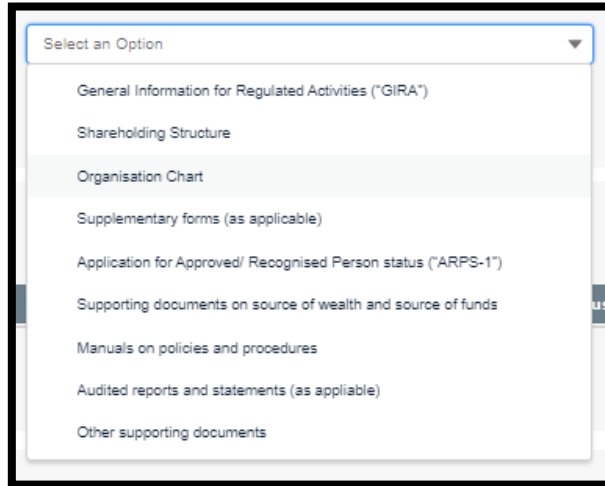 Select an Option
General Information for Regulated Activities ("GIRA")
Shareholding Structure
Organisation Chart
Supplementary forms (as applicable)
Application for Approved/ Recognised Person status ("ARPS-1")
Supporting documents on source of wealth and source of funds
Manuals on policies and procedures
Audited reports and statements (as appliable)
Other supporting documents